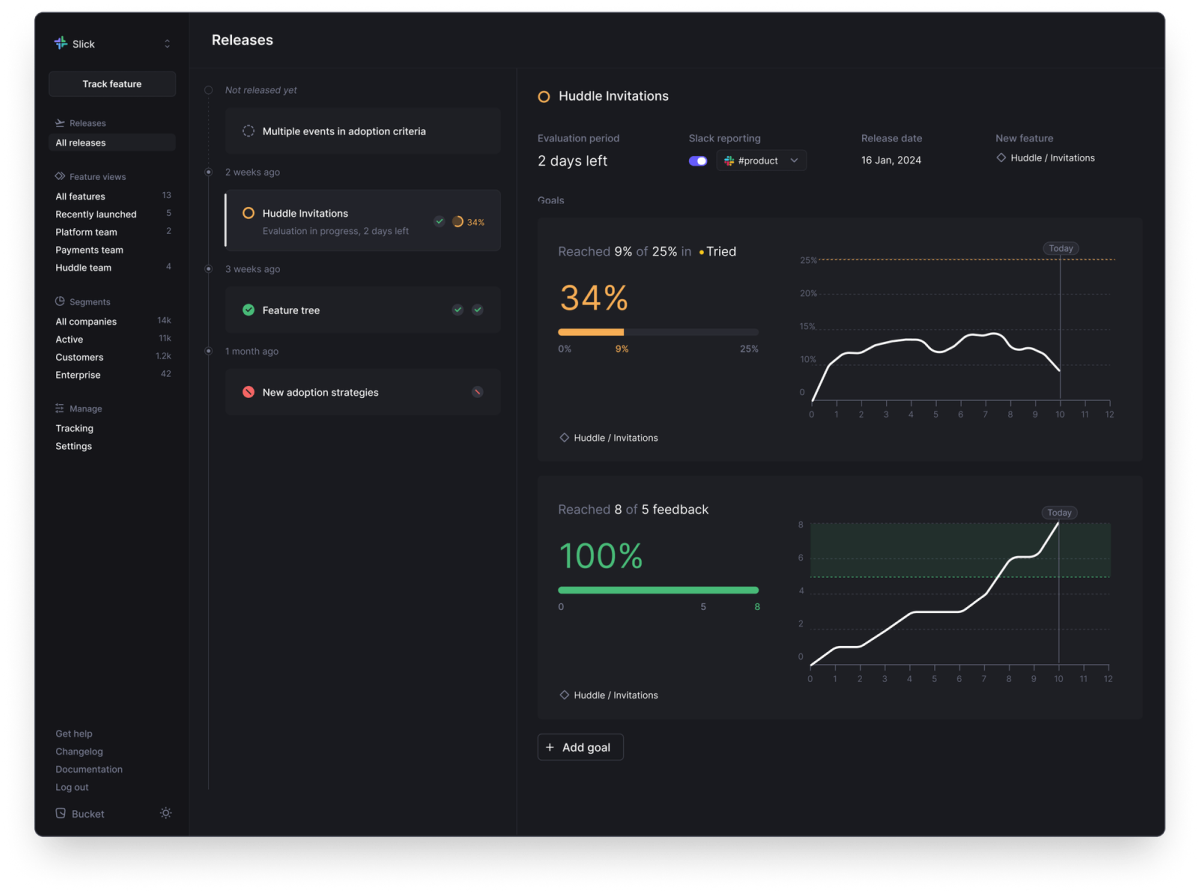 Slick
Track feature
Releases
All releases
Feature views
All features 13
Recently launched 5
Platform team 2
Payments team
Huddle team 4
Segments
All companies 14k
Active 11k
Customers 1.2k
Enterprise 42
Manage
Tracking
Settings
Get help
Changelog
Documentation
Log out
Bucket
Releases
Not released yet
Multiple events in adoption criteria
2 weeks ago
Huddle Invitations
Evaluation in progress, 2 days left
34%
3 weeks ago
Feature tree
1 month ago
New adoption strategies
Huddle Invitations
Evaluation period
2 days left
Slack reporting
#product
Release date
16 Jan, 2024
New feature
Huddle / Invitations
Goals
Reached 9% of 25% in • Tried
34%
0% 9% 25%
Huddle / Invitations
Today
25%
20%
15%
10%
0
0 1 2 3 4 5 6 7 8 9 10 11 12
Reached 8 of 5 feedback
100%
0 5 8
Huddle / Invitations
Today
8
6
4
2
0
0 1 2 3 4 5 6 7 8 9 10 11 12
+ Add goal